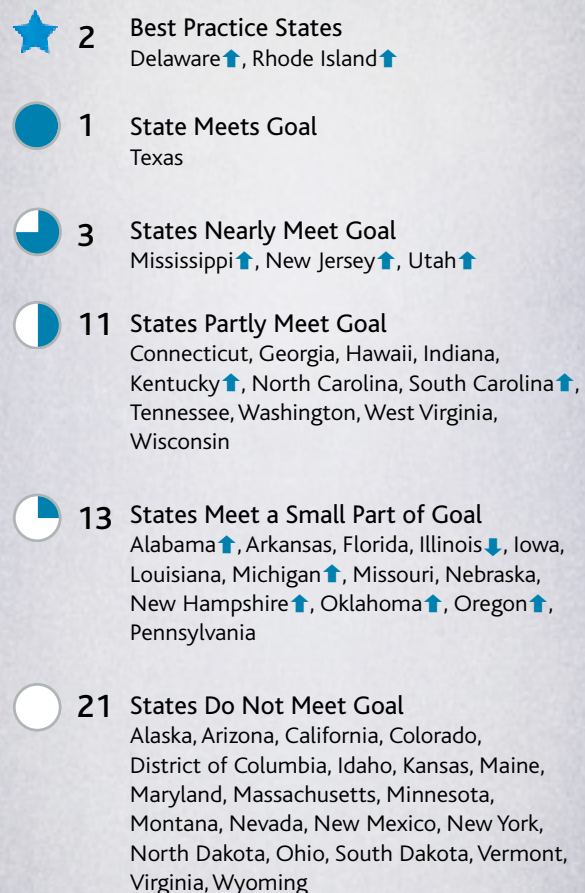 2 Best Practice States
Delaware⬆, Rhode Island⬆
1 State Meets Goal
Texas
3 States Nearly Meet Goal
Mississippi⬆, New Jersey⬆, Utah⬆
11 States Partly Meet Goal
Connecticut, Georgia, Hawaii, Indiana,
Kentucky⬆, North Carolina, South Carolina⬆,
Tennessee, Washington, West Virginia,
Wisconsin
13 States Meet a Small Part of Goal
Alabama⬆, Arkansas, Florida, Illinois⬇, Iowa,
Louisiana, Michigan⬆, Missouri, Nebraska,
New Hampshire⬆, Oklahoma⬆, Oregon⬆,
Pennsylvania
21 States Do Not Meet Goal
Alaska, Arizona, California, Colorado,
District of Columbia, Idaho, Kansas, Maine,
Maryland, Massachusetts, Minnesota,
Montana, Nevada, New Mexico, New York,
North Dakota, Ohio, South Dakota, Vermont,
Virginia, Wyoming